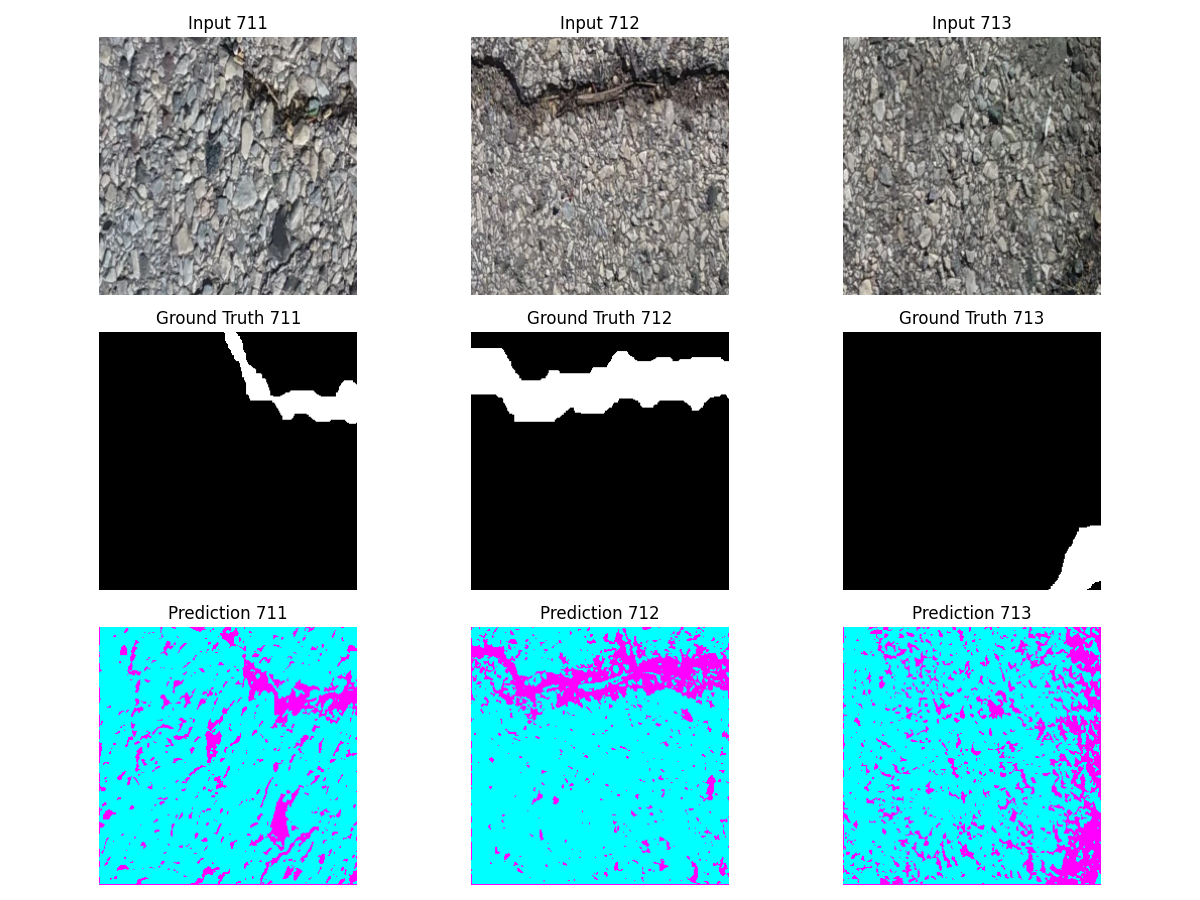 Input 711
Input 712
Input 713
Ground Truth 711
Ground Truth 712
Ground Truth 713
Prediction 711
Prediction 712
Prediction 713